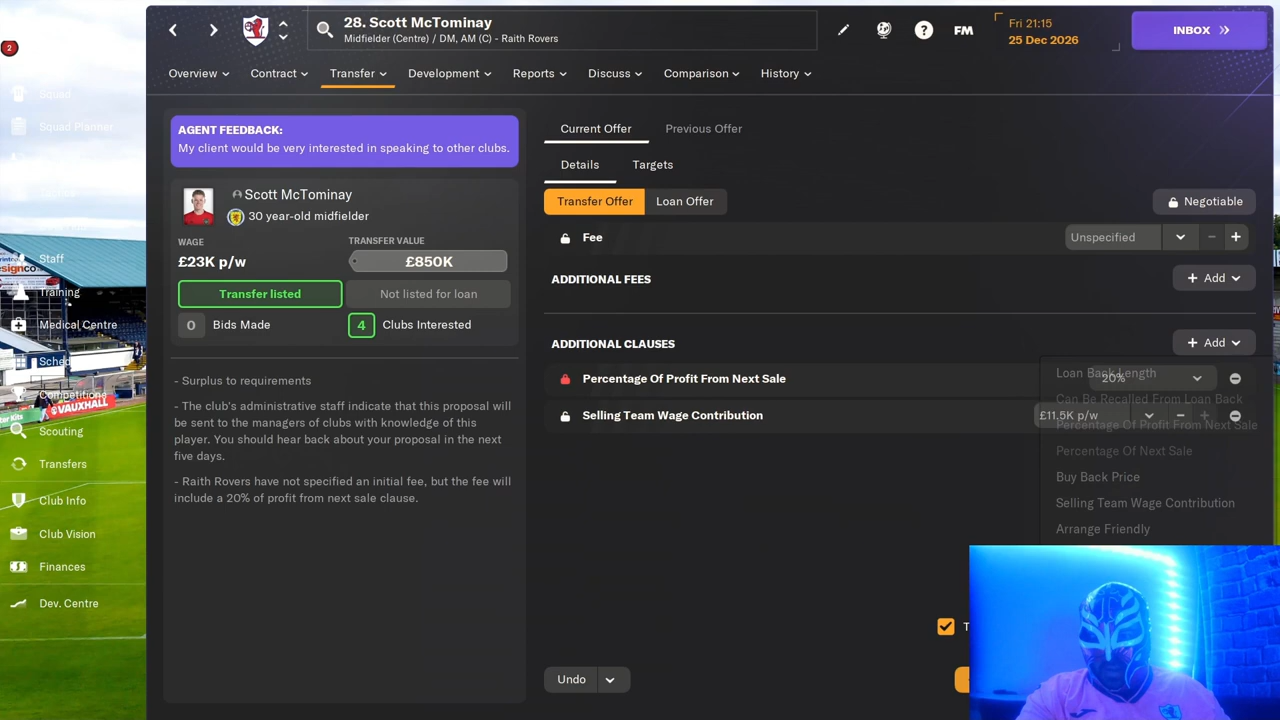 28. Scott McTominay
Midfielder (Centre) / DM, AM (C) - Raith Rovers
?
FM
Fri 21:15
25 Dec 2026
INBOX
2
Overview
Contract
Transfer
Development
Reports
Discuss
Comparison
History
Squad
Squad Planner
Staff
Training
Medical Centre
Sched
Competitions
Scouting
Transfers
Club Info
Club Vision
Finances
Dev. Centre
signco
VAUXHALL
AGENT FEEDBACK:
My client would be very interested in speaking to other clubs.
Scott McTominay
30 year-old midfielder
WAGE
TRANSFER VALUE
£23K p/w
£850K
Transfer listed
Not listed for loan
0 Bids Made
4 Clubs Interested
- Surplus to requirements
- The club's administrative staff indicate that this proposal will
be sent to the managers of clubs with knowledge of this
player. You should hear back about your proposal in the next
five days.
- Raith Rovers have not specified an initial fee, but the fee will
include a 20% of profit from next sale clause.
Current Offer
Previous Offer
Details
Targets
Transfer Offer
Loan Offer
Negotiable
Fee
Unspecified
ADDITIONAL FEES
+ Add
ADDITIONAL CLAUSES
+ Add
Percentage Of Profit From Next Sale
20%
Selling Team Wage Contribution
£11.5K p/w
Loan Back Length
Can Be Recalled From Loan Back
Percentage Of Profit From Next Sale
Percentage Of Next Sale
Buy Back Price
Selling Team Wage Contribution
Arrange Friendly
T
Undo